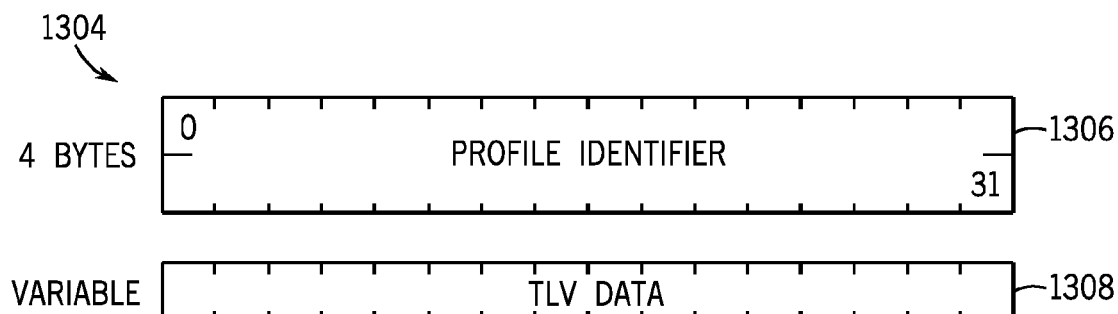 1304
0
4 BYTES PROFILE IDENTIFIER 1306
31
VARIABLE TLV DATA 1308